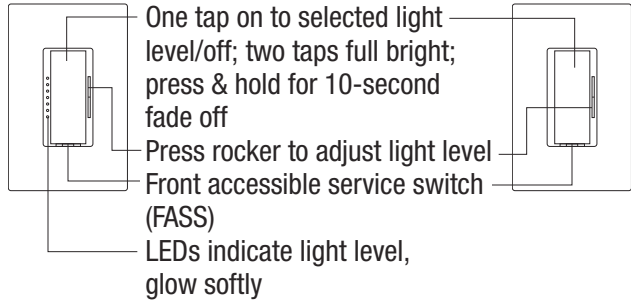 One tap on to selected light
level/off; two taps full bright;
press & hold for 10-second
fade off
Press rocker to adjust light level
Front accessible service switch
(FASS)
LEDs indicate light level,
glow softly